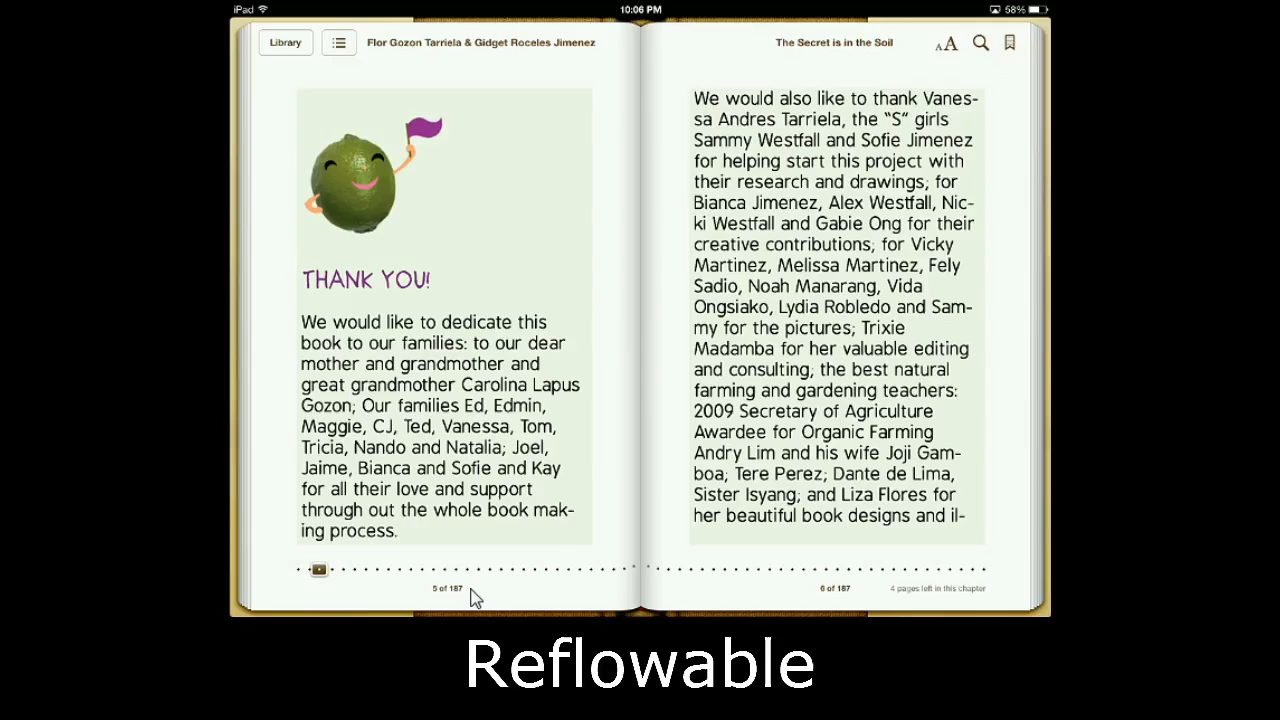 iPad
10:06 PM
58%
Library
Flor Gozon Tarriela & Gidget Roceles Jimenez
The Secret is in the Soil
AA
THANK YOU!
We would like to dedicate this
book to our families: to our dear
mother and grandmother and
great grandmother Carolina Lapus
Gozon; Our families Ed, Edmin,
Maggie, CJ, Ted, Vanessa, Tom,
Tricia, Nando and Natalia; Joel,
Jaime, Bianca and Sofie and Kay
for all their love and support
through out the whole book mak-
ing process.
5 of 187
We would also like to thank Vanes-
sa Andres Tarriela, the “S” girls
Sammy Westfall and Sofie Jimenez
for helping start this project with
their research and drawings; for
Bianca Jimenez, Alex Westfall, Nic-
ki Westfall and Gabie Ong for their
creative contributions; for Vicky
Martinez, Melissa Martinez, Fely
Sadio, Noah Manarang, Vida
Ongsiako, Lydia Robledo and Sam-
my for the pictures; Trixie
Madamba for her valuable editing
and consulting; the best natural
farming and gardening teachers:
2009 Secretary of Agriculture
Awardee for Organic Farming
Andry Lim and his wife Joji Gam-
boa; Tere Perez; Dante de Lima,
Sister Isyang; and Liza Flores for
her beautiful book designs and il-
6 of 187
4 pages left in this chapter
Reflowable